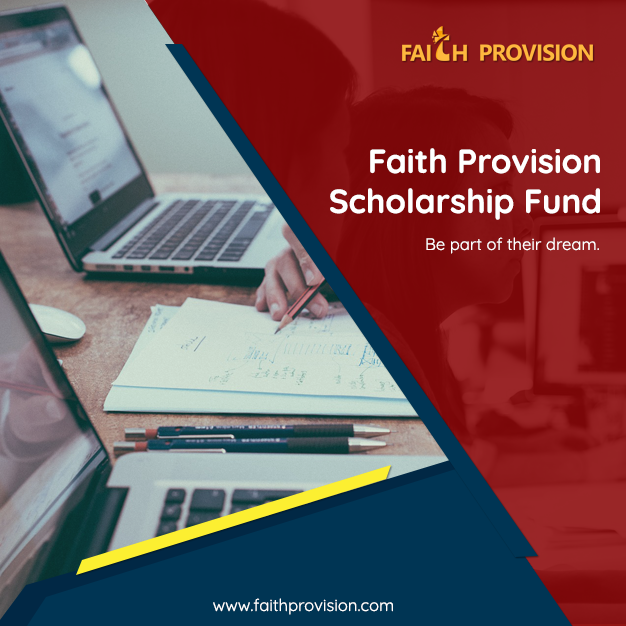 FAITH PROVISION
Faith Provision
Scholarship Fund
Be part of their dream.
www.faithprovision.com